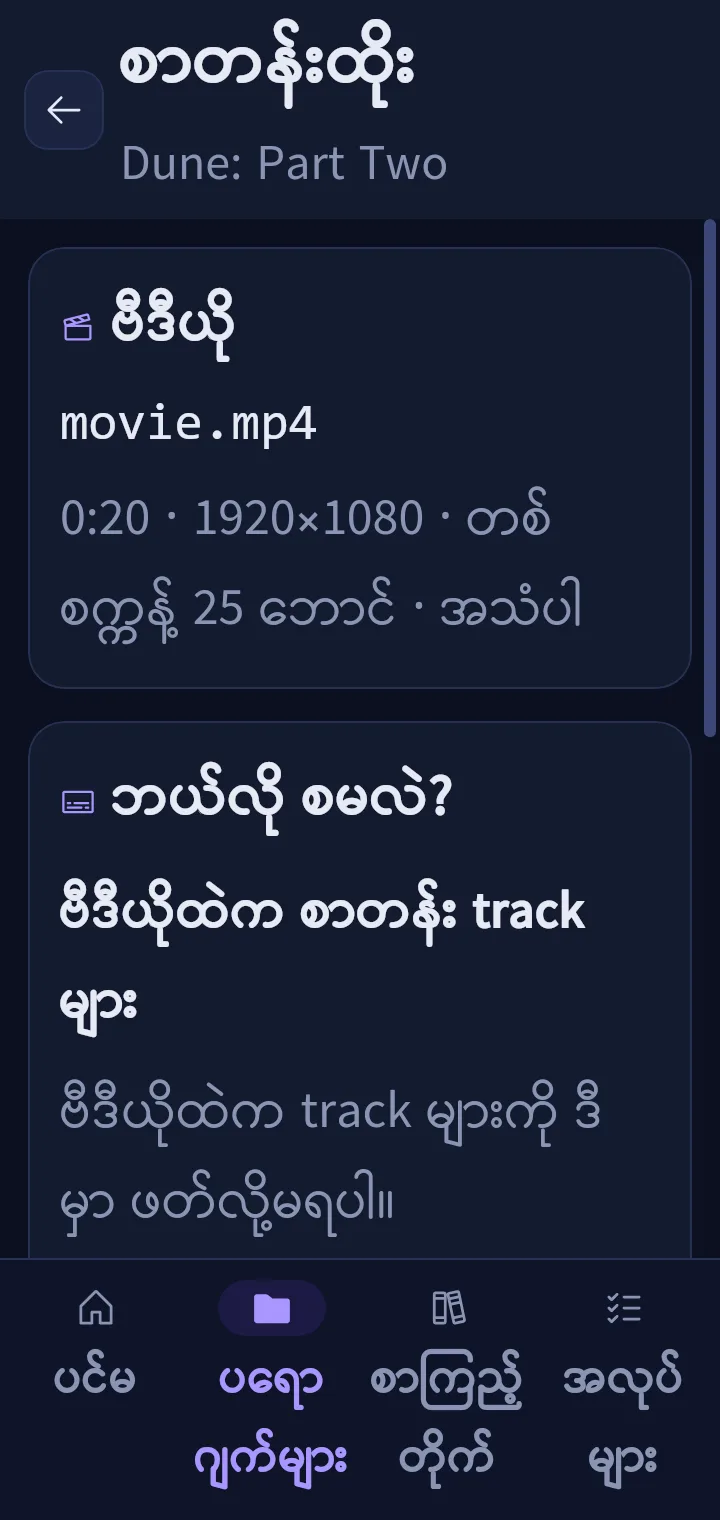 စာတန်းထိုး
Dune: Part Two
ဗီဒီယို
movie.mp4
0:20 · 1920×1080 · တစ်
စက္ကန့် 25 ဘောင် · အသံပါ
ဘယ်လို စမလဲ?
ဗီဒီယိုထဲက စာတန်း track
များ
ဗီဒီယိုထဲက track များကို ဒီ
မှာ ဖတ်လို့မရပါ။
ပင်မ
ပရော
ဂျက်များ
စာကြည့်
တိုက်
အလုပ်
များ